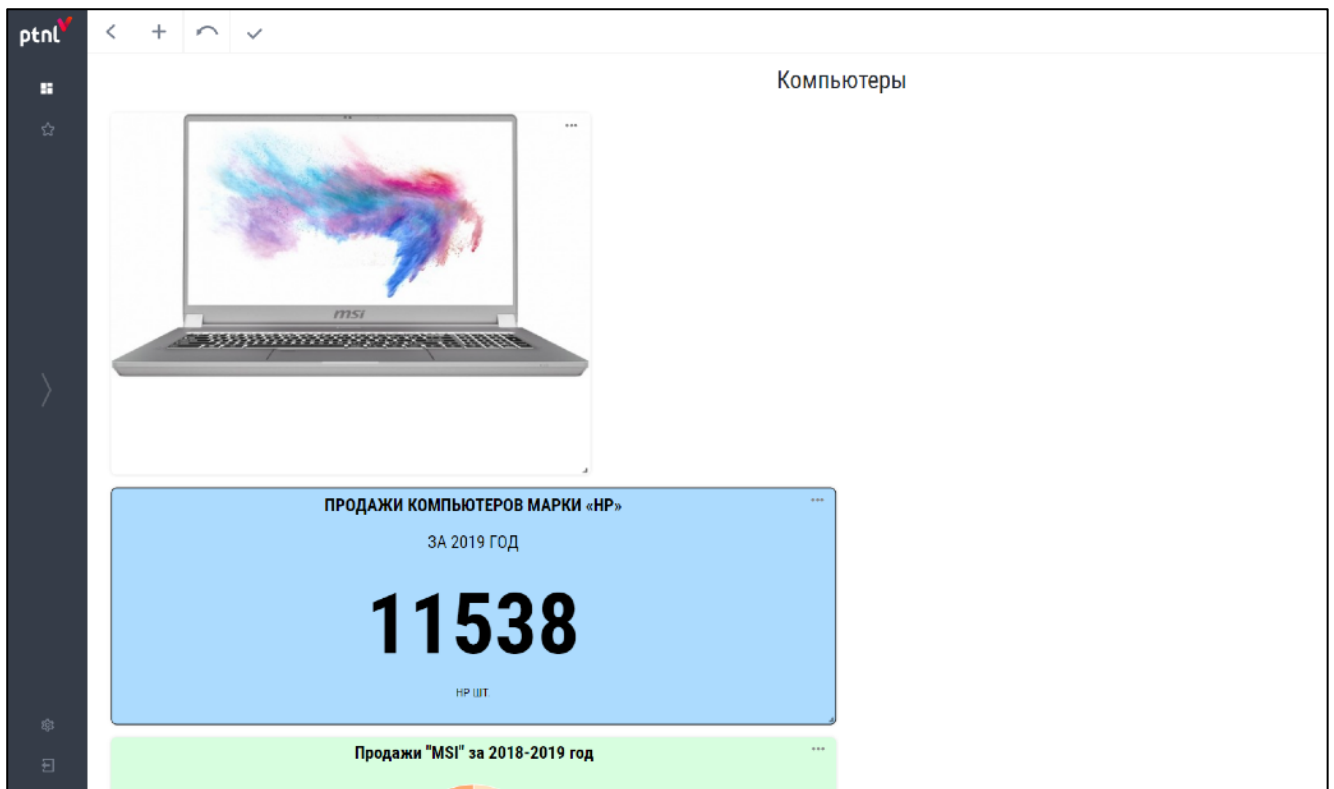 ptnl
Компьютеры
msi
ПРОДАЖИ КОМПЬЮТЕРОВ МАРКИ «HP»
ЗА 2019 ГОД
11538
HP ШТ.
Продажи "MSI" за 2018-2019 год